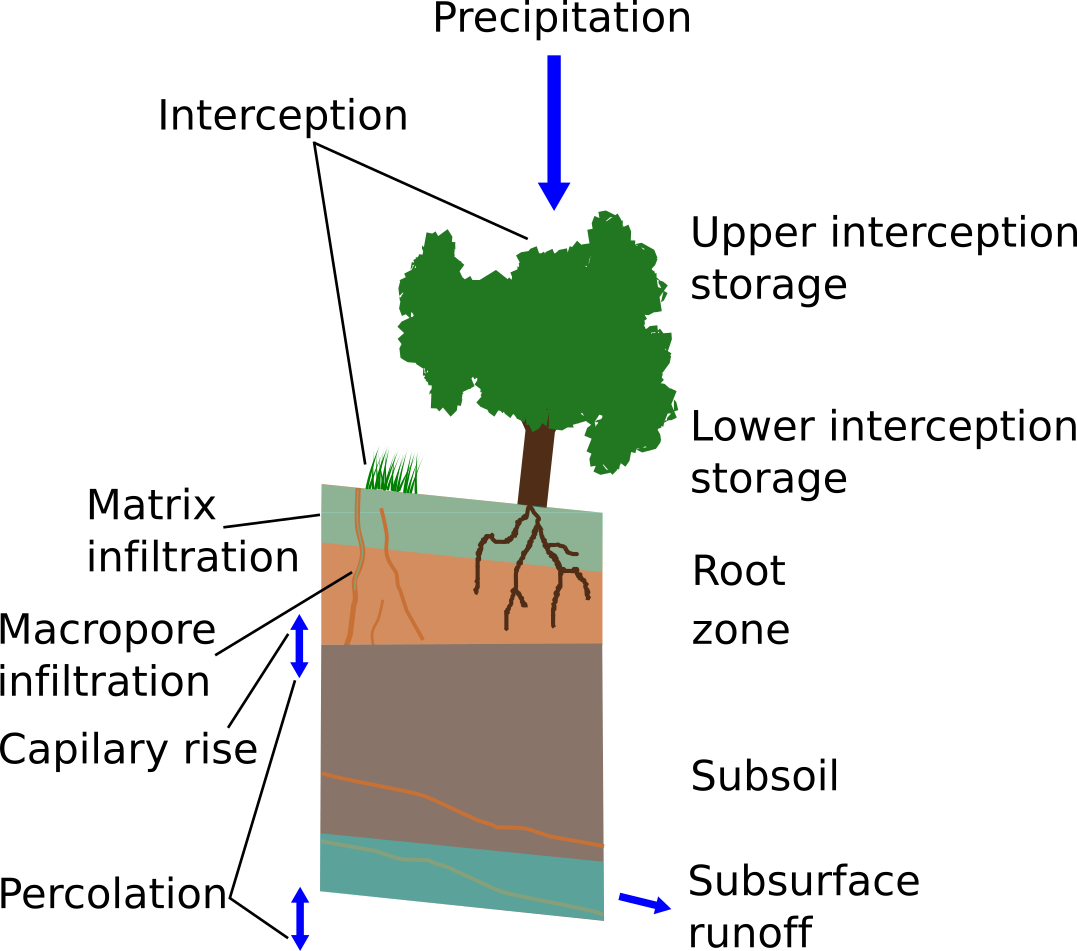 Precipitation
Interception
Upper interception
storage
Lower interception
storage
Matrix
infiltration
Root
zone
Macropore
infiltration
Capilary rise
Subsoil
Percolation
Subsurface
runoff